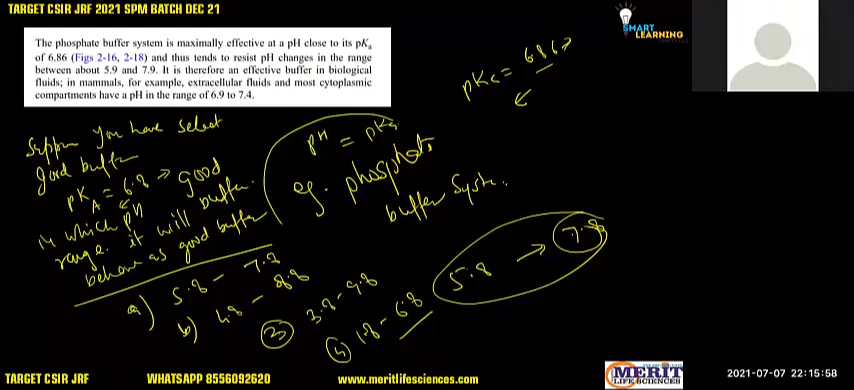 TARGET CSIR JRF 2021 SPM BATCH DEC 21
SMART
LEARNING
The phosphate buffer system is maximally effective at a pH close to its pKa
of 6.86 (Figs 2-16, 2-18) and thus tends to resist pH changes in the range
between about 5.9 and 7.9. It is therefore an effective buffer in biological
fluids; in mammals, for example, extracellular fluids and most cytoplasmic
compartments have a pH in the range of 6.9 to 7.4.
you have select
good buffer
pKA = 6.8 → good
buffer.
in which pH
range. it will
behave as good buffer
a) 5.8 -
b) 4.8 - 8.8
3 3.8 - 9.8
4 1.8 - 6.8
pH = pKa
eg. phosphate
buffer
5.8 → 7.8
TARGET CSIR JRF
WHATSAPP 8556092620
www.meritlifesciences.com
MERIT
LIFE SCIENCES
2021-07-07 22:15:58